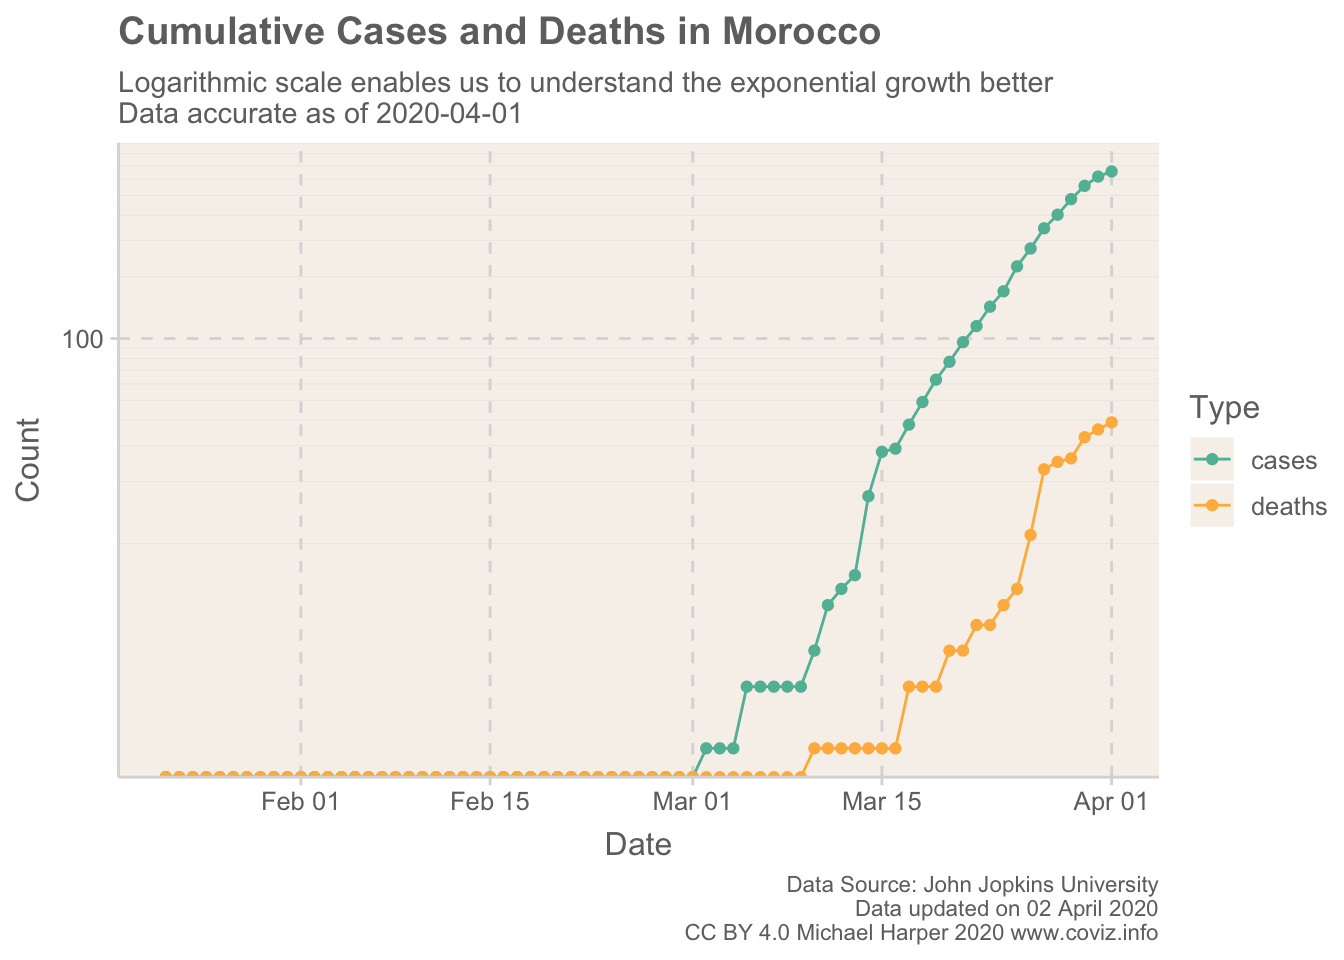 Cumulative Cases and Deaths in Morocco
Logarithmic scale enables us to understand the exponential growth better
Data accurate as of 2020-04-01
100
Count
Feb 01
Feb 15
Mar 01
Mar 15
Apr 01
Date
Type
cases
deaths
Data Source: John Jopkins University
Data updated on 02 April 2020
CC BY 4.0 Michael Harper 2020 www.coviz.info